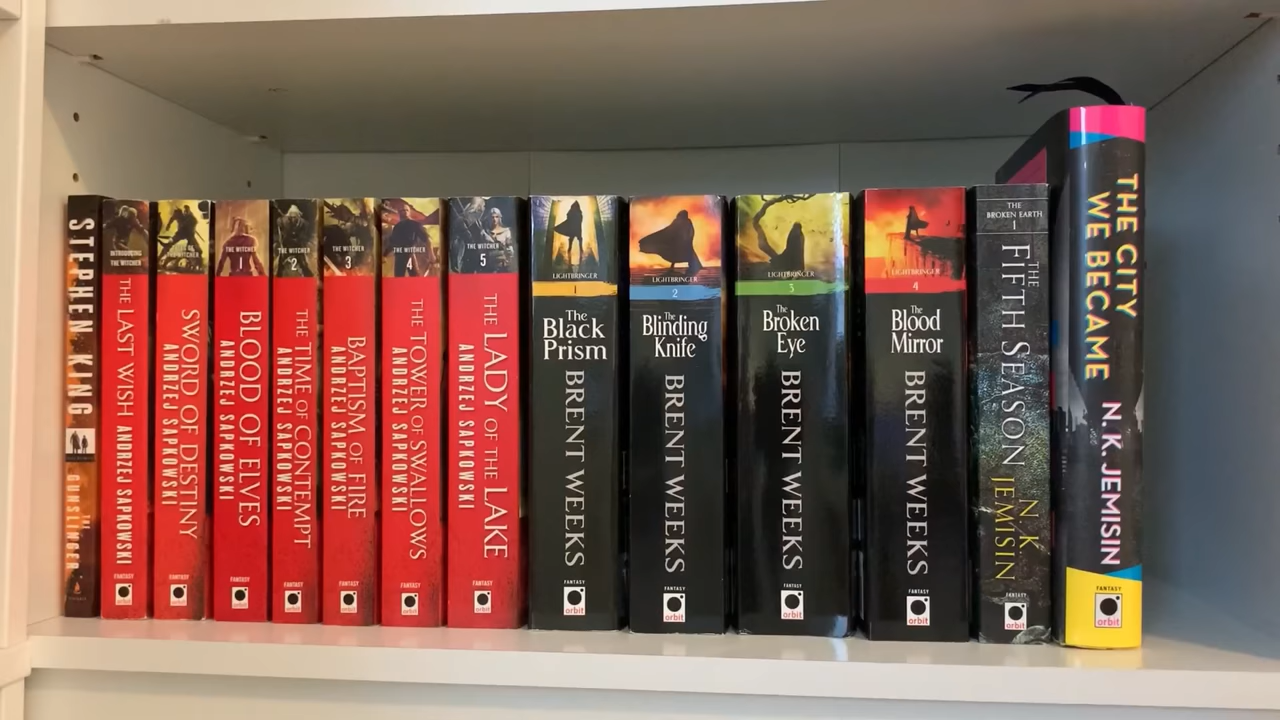 STEPHEN KING
THE
GUNSLINGER
INTRODUCING
THE WITCHER
THE LAST WISH ANDRZEJ SAPKOWSKI
FANTASY
THE WITCHER
SWORD OF DESTINY
ANDRZEJ SAPKOWSKI
FANTASY
THE WITCHER
1
BLOOD OF ELVES
ANDRZEJ SAPKOWSKI
FANTASY
THE WITCHER
2
THE TIME OF CONTEMPT
ANDRZEJ SAPKOWSKI
FANTASY
orbit
THE WITCHER
3
BAPTISM OF FIRE
ANDRZEJ SAPKOWSKI
FANTASY
orbit
THE WITCHER
4
THE TOWER OF SWALLOWS
ANDRZEJ SAPKOWSKI
FANTASY
orbit
THE WITCHER
5
THE LADY OF THE LAKE
ANDRZEJ SAPKOWSKI
FANTASY
orbit
LIGHTBRINGER
1
The
Black
Prism
BRENT WEEKS
FANTASY
orbit
LIGHTBRINGER
2
The
Blinding
Knife
BRENT WEEKS
FANTASY
orbit
LIGHTBRINGER
3
The
Broken
Eye
BRENT WEEKS
FANTASY
orbit
LIGHTBRINGER
4
The
Blood
Mirror
BRENT WEEKS
FANTASY
orbit
THE
BROKEN EARTH
1
THE
FIFTH SEASON
N. K.
JEMISIN
FANTASY
orbit
THE CITY
WE BECAME
N. K. JEMISIN
FANTASY
orbit